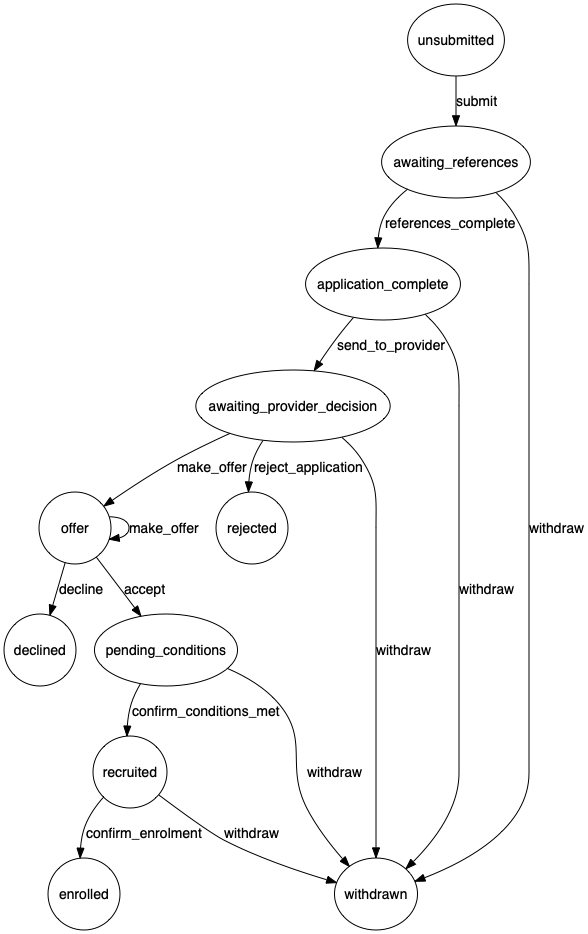 unsubmitted
submit
awaiting_references
references_complete
application_complete
send_to_provider
awaiting_provider_decision
make_offer
reject_application
offer
make_offer
rejected
withdraw
decline
accept
withdraw
declined
pending_conditions
withdraw
confirm_conditions_met
recruited
withdraw
confirm_enrolment
withdraw
enrolled
withdrawn